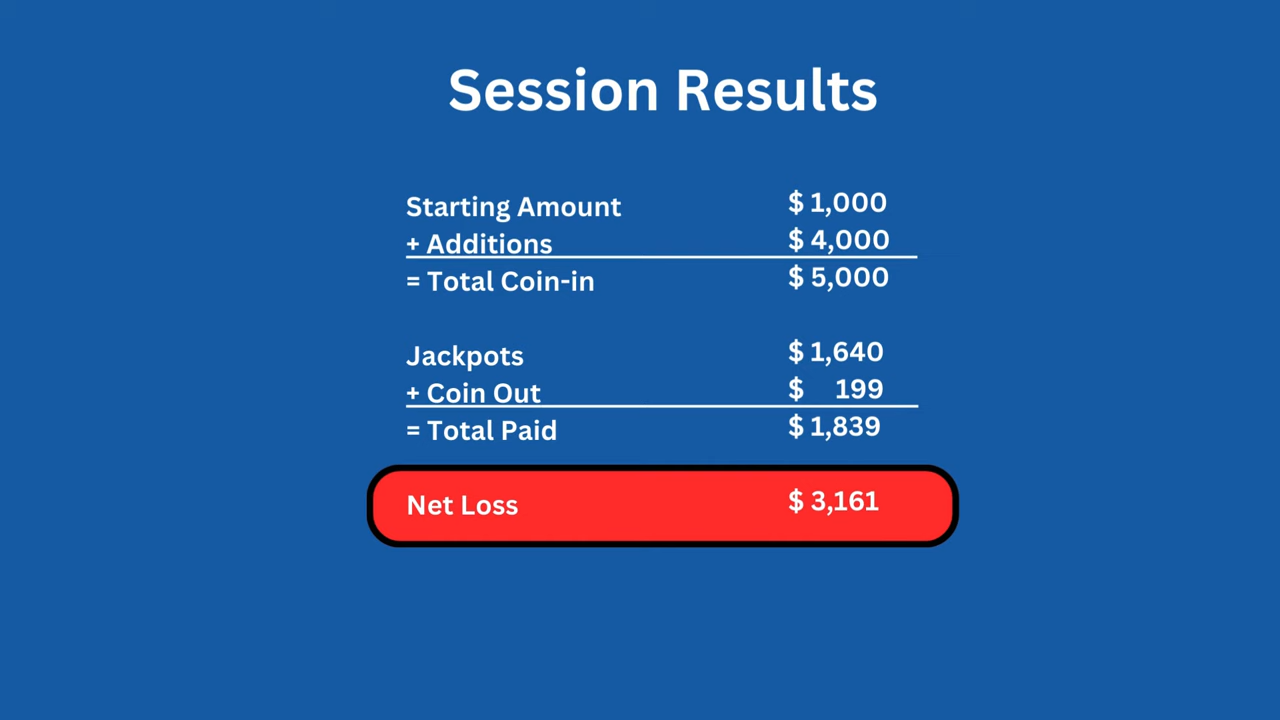 Session Results
Starting Amount $ 1,000
+ Additions $ 4,000
= Total Coin-in $ 5,000
Jackpots $ 1,640
+ Coin Out $ 199
= Total Paid $ 1,839
Net Loss $ 3,161